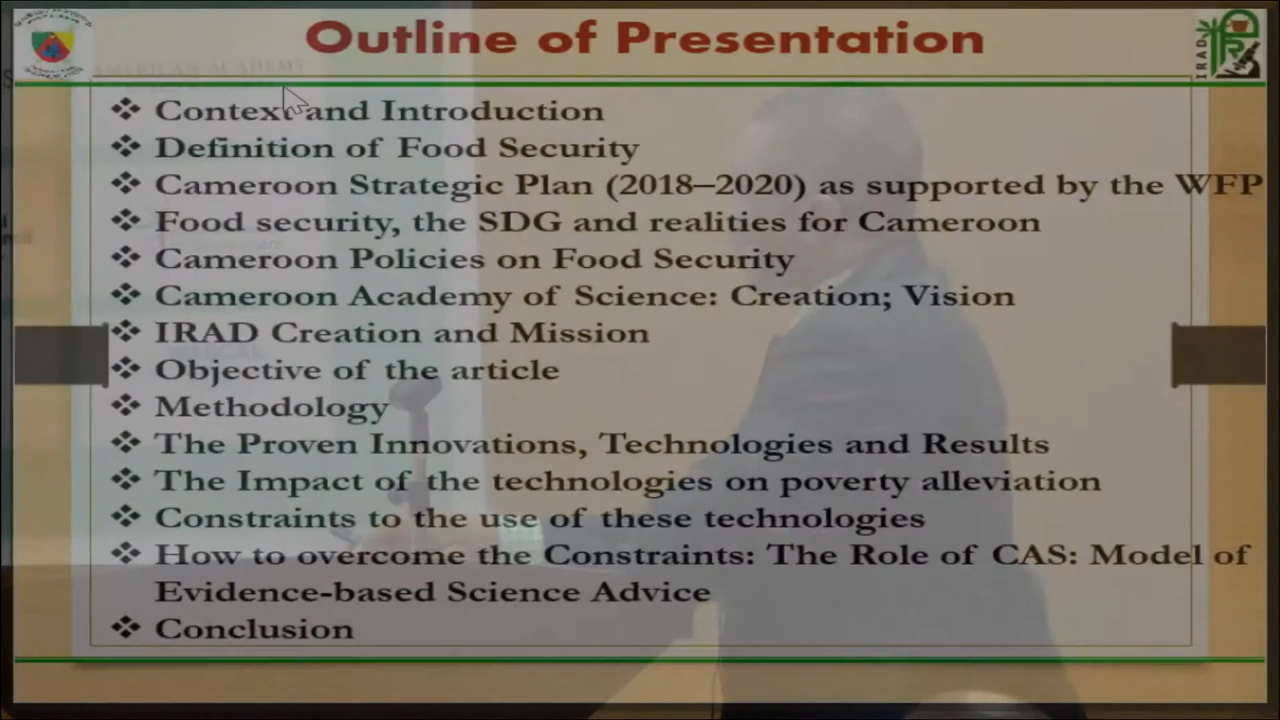 Outline of Presentation
IRAD
AMERICAN ACADEMY
❖ Context and Introduction
❖ Definition of Food Security
❖ Cameroon Strategic Plan (2018–2020) as supported by the WFP
❖ Food security, the SDG and realities for Cameroon
❖ Cameroon Policies on Food Security
❖ Cameroon Academy of Science: Creation; Vision
❖ IRAD Creation and Mission
❖ Objective of the article
❖ Methodology
❖ The Proven Innovations, Technologies and Results
❖ The Impact of the technologies on poverty alleviation
❖ Constraints to the use of these technologies
❖ How to overcome the Constraints: The Role of CAS: Model of
Evidence-based Science Advice
❖ Conclusion